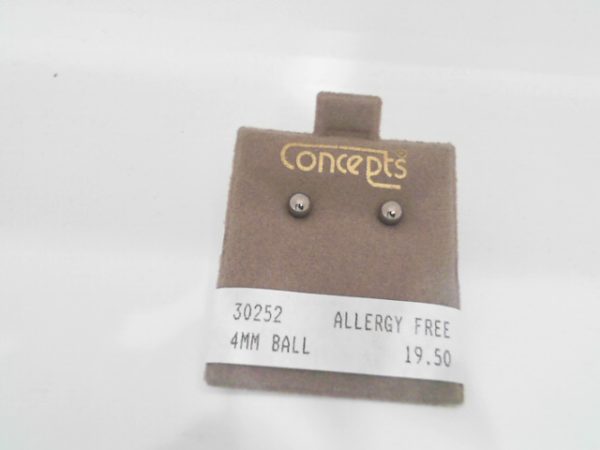 Concepts®
30252 ALLERGY FREE
4MM BALL 19.50